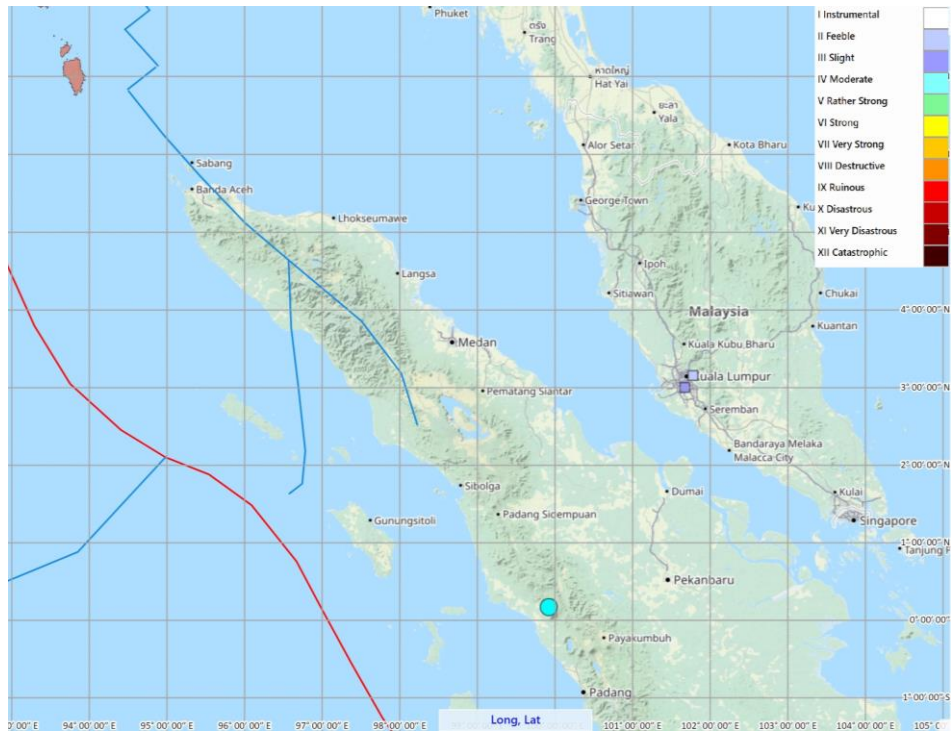 Phuket
ตรัง
Trang
หาดใหญ่
Hat Yai
ยะลา
Yala
Alor Setar
Kota Bharu
Sabang
Banda Aceh
George Town
Lhokseumawe
Langsa
Ipoh
Sitiawan
Chukai
Malaysia
Kuantan
Medan
Kuala Kubu Bharu
Kuala Lumpur
Pematang Siantar
Seremban
Bandaraya Melaka
Malacca City
Sibolga
Dumai
Kulai
Gunungsitoli
Padang Sidempuan
Singapore
Tanjung
Pekanbaru
Payakumbuh
Padang
I Instrumental
II Feeble
III Slight
IV Moderate
V Rather Strong
VI Strong
VII Very Strong
VIII Destructive
IX Ruinous
X Disastrous
XI Very Disastrous
XII Catastrophic
4° 00' 00" N
3° 00' 00" N
2° 00' 00" N
1° 00' 00" N
0° 00' 00" N
1° 00' 00" S
94° 00' 00" E
95° 00' 00" E
96° 00' 00" E
97° 00' 00" E
98° 00' 00" E
101° 00' 00" E
102° 00' 00" E
103° 00' 00" E
104° 00' 00" E
Long, Lat